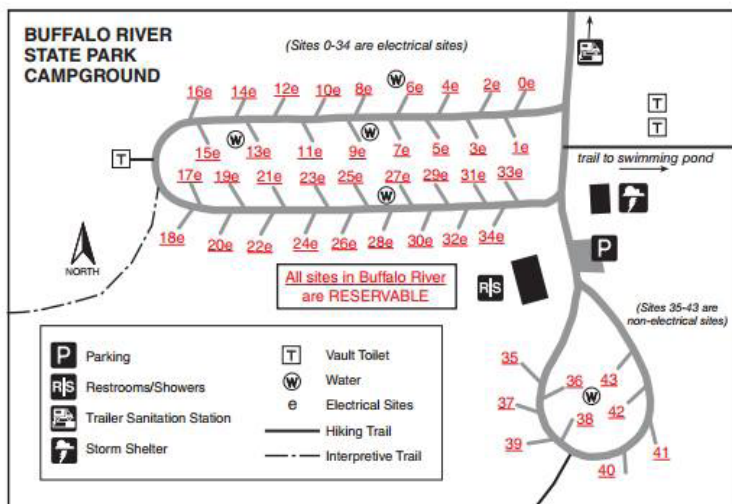 BUFFALO RIVER
STATE PARK
CAMPGROUND
(Sites 0-34 are electrical sites)
16e 14e 12e 10e 8e W 6e 4e 2e 0e
T
T
15e W 13e 11e 9e W 7e 5e 3e 1e
T
trail to swimming pond
17e 19e 21e 23e 25e 27e 29e 31e 33e
W
18e 20e 22e 24e 26e 28e 30e 32e 34e
NORTH
P
All sites in Buffalo River
are RESERVABLE
R|S
(Sites 35-43 are
non-electrical sites)
35 36 43
W
37 38 42
39 40 41
P Parking
R|S Restrooms/Showers
Trailer Sanitation Station
Storm Shelter
T Vault Toilet
W Water
e Electrical Sites
Hiking Trail
Interpretive Trail